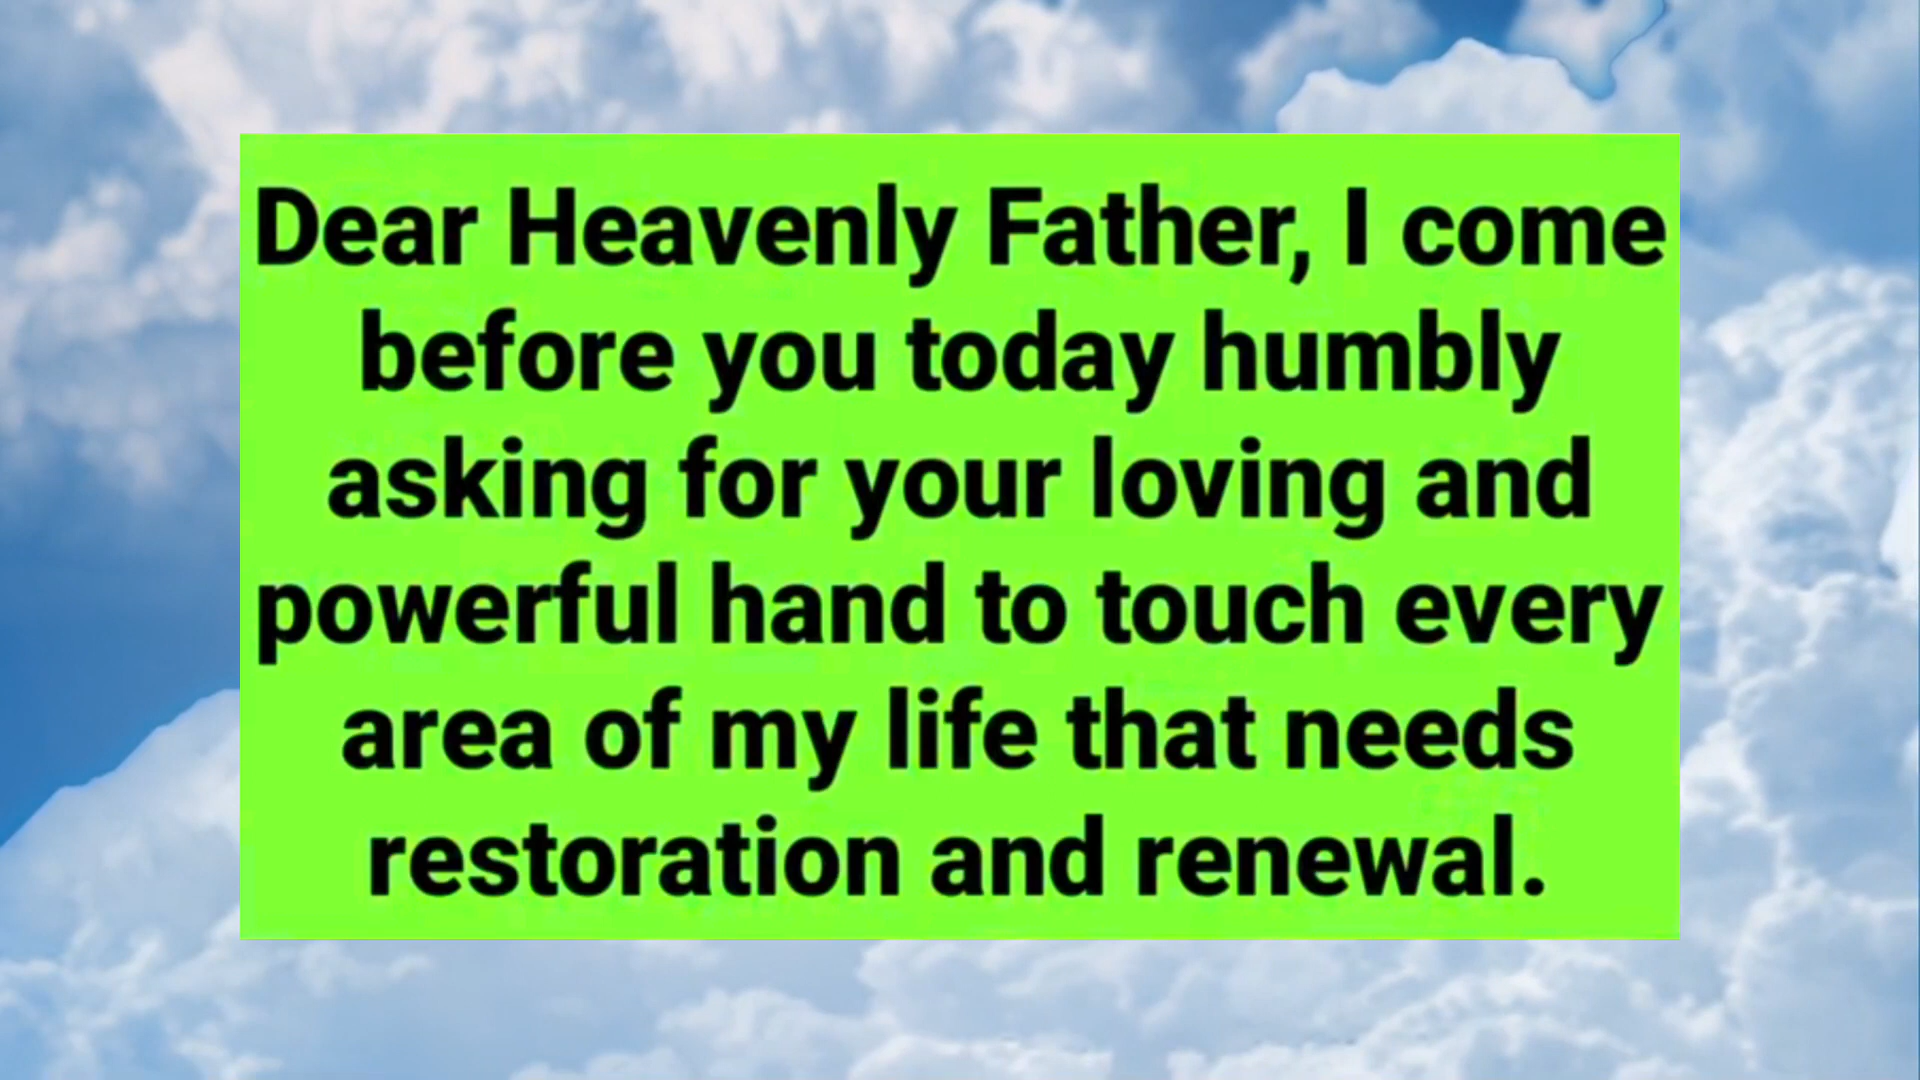 Dear Heavenly Father, I come
before you today humbly
asking for your loving and
powerful hand to touch every
area of my life that needs
restoration and renewal.